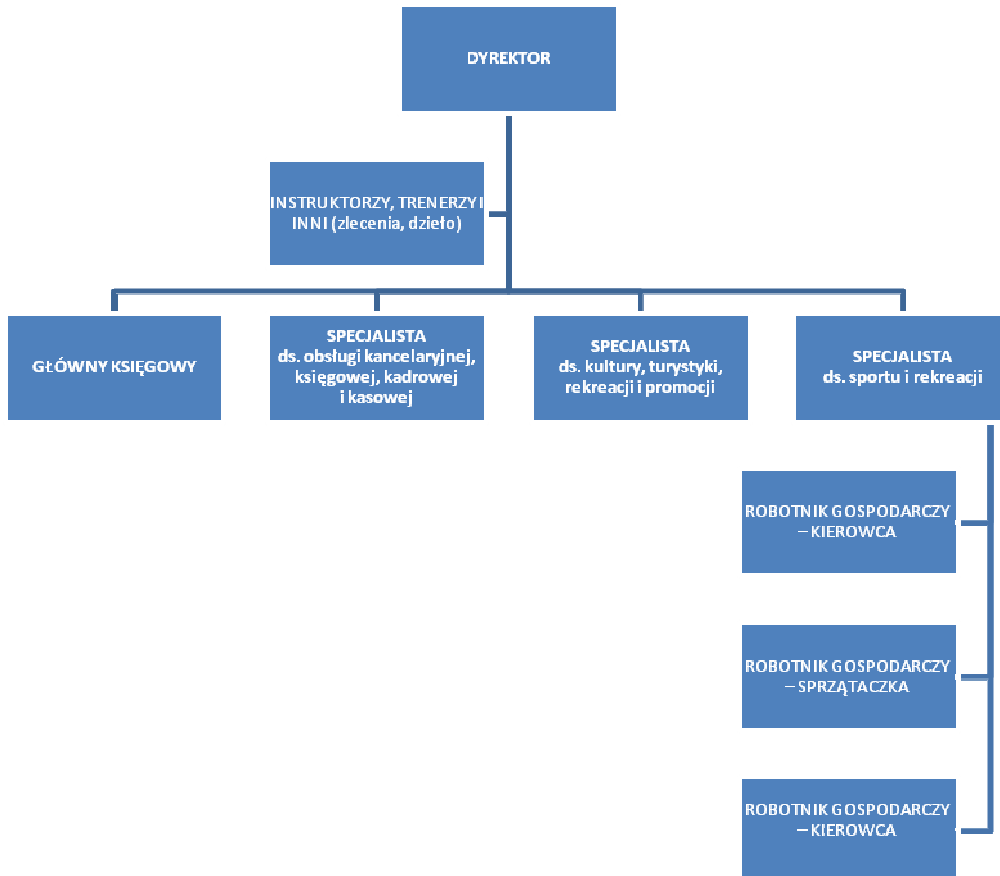 DYREKTOR
INSTRUKTORZY, TRENERZY I
INNI (zlecenia, dzieło)
GŁÓWNY KSIĘGOWY
SPECJALISTA
ds. obsługi kancelaryjnej,
księgowej, kadrowej
i kasowej
SPECJALISTA
ds. kultury, turystyki,
rekreacji i promocji
SPECJALISTA
ds. sportu i rekreacji
ROBOTNIK GOSPODARCZY
– KIEROWCA
ROBOTNIK GOSPODARCZY
– SPRZĄTACZKA
ROBOTNIK GOSPODARCZY
– KIEROWCA